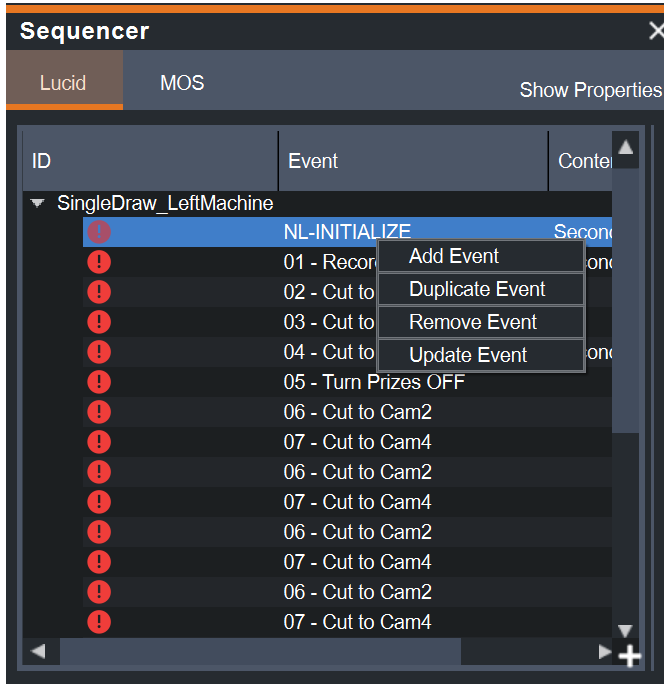 Sequencer
Lucid MOS Show Properties
ID Event Conte
SingleDraw_LeftMachine
NL-INITIALIZE Second
01 - Recor
Add Event
02 - Cut to
Duplicate Event
03 - Cut to
Remove Event
04 - Cut to
Update Event
05 - Turn Prizes OFF
06 - Cut to Cam2
07 - Cut to Cam4
06 - Cut to Cam2
07 - Cut to Cam4
06 - Cut to Cam2
07 - Cut to Cam4
06 - Cut to Cam2
07 - Cut to Cam4